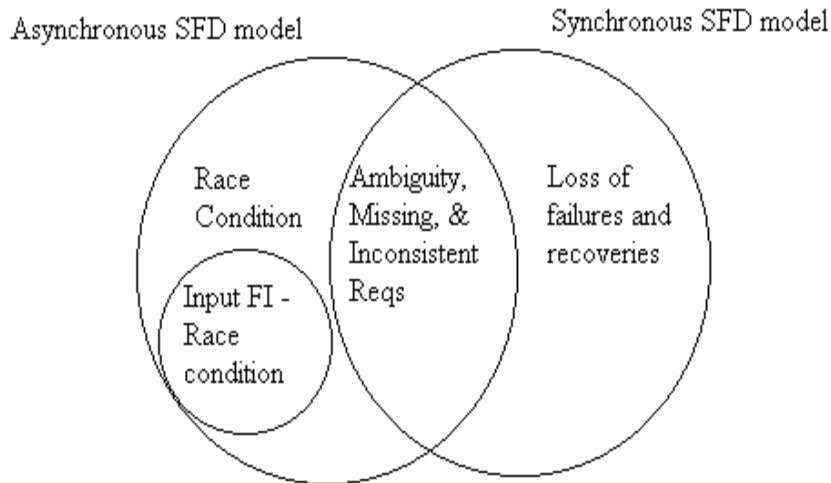 Asynchronous SFD model
Synchronous SFD model
Race
Condition
Ambiguity,
Missing, &
Inconsistent
Reqs
Loss of
failures and
recoveries
Input FI -
Race
condition